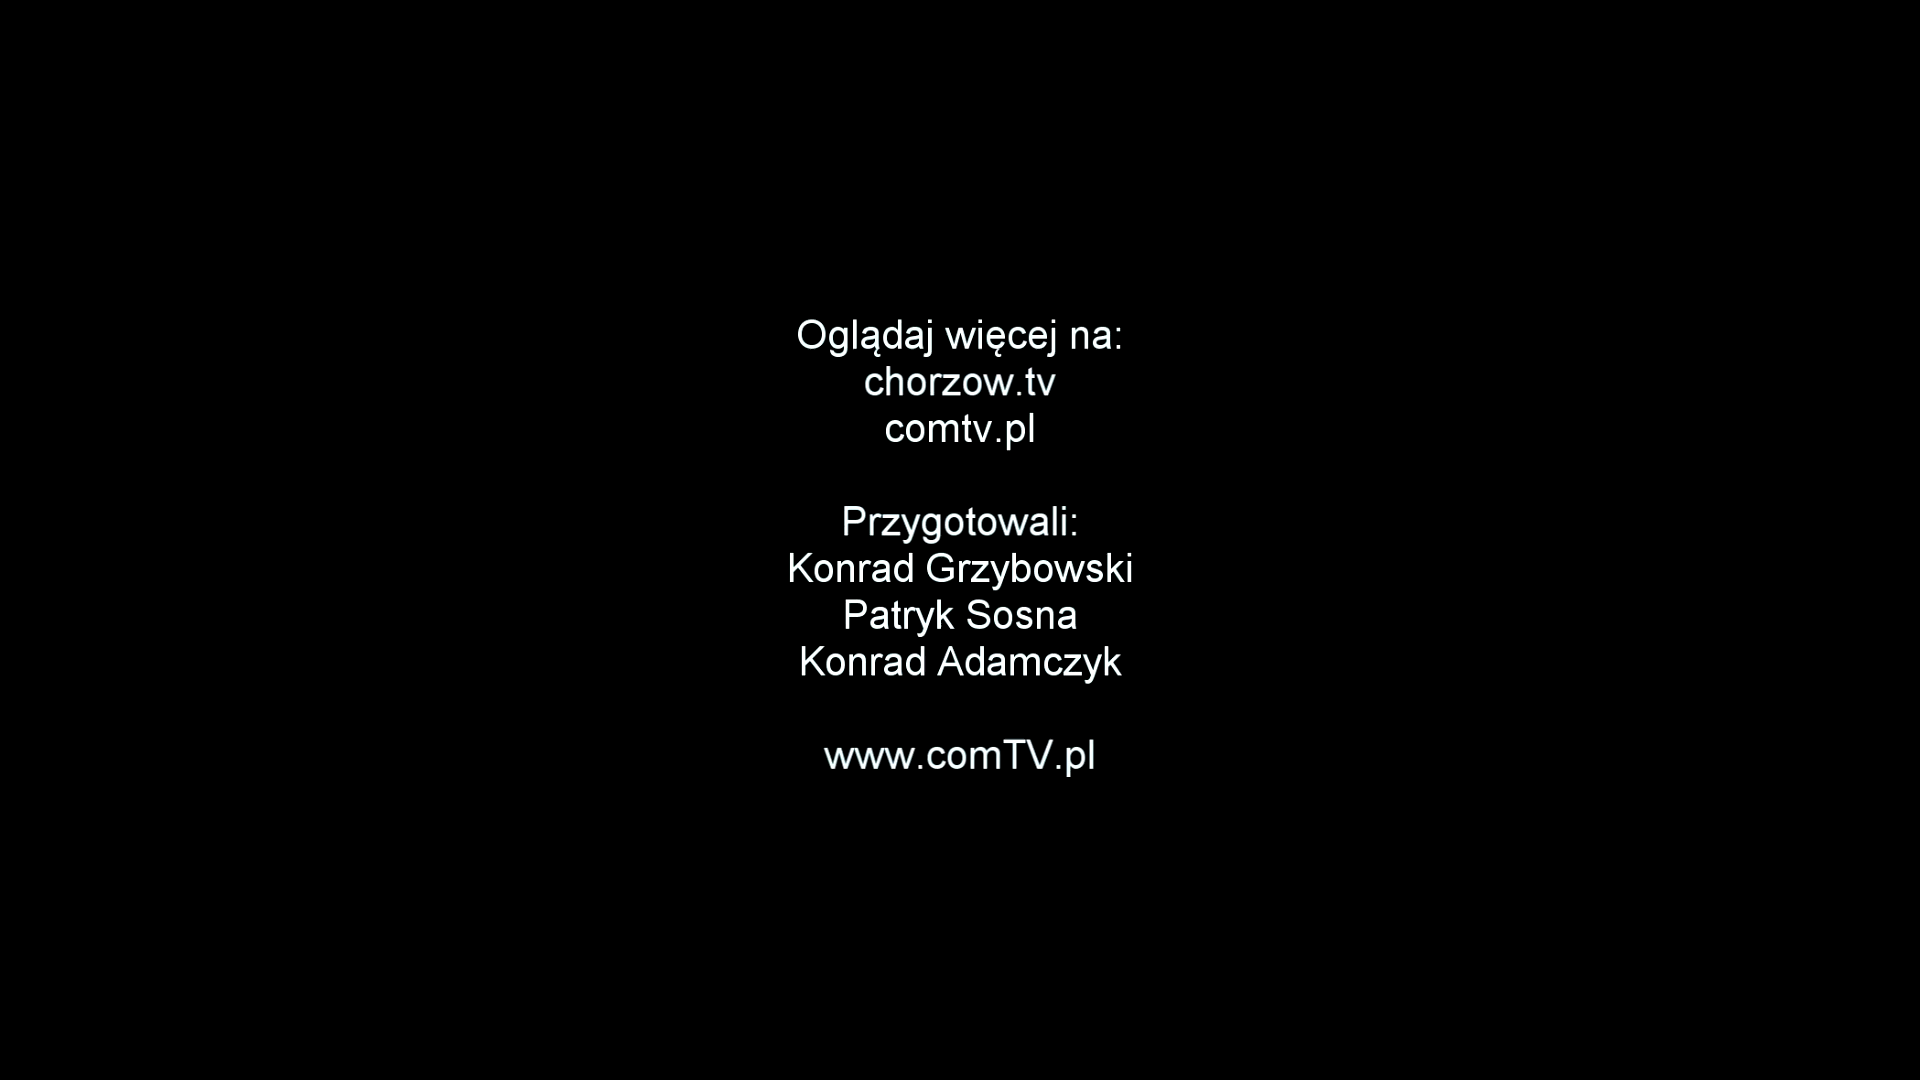 Oglądaj więcej na:
chorzow.tv
comtv.pl
Przygotowali:
Konrad Grzybowski
Patryk Sosna
Konrad Adamczyk
www.comTV.pl